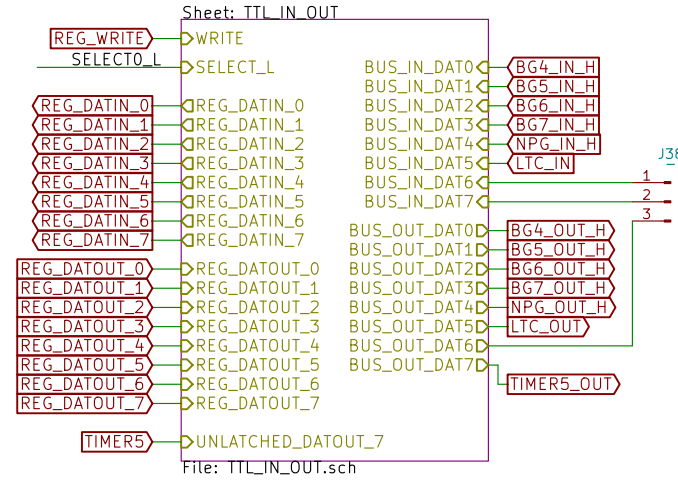 Sheet: TTL_IN_OUT
REG_WRITE WRITE
SELECT0_L SELECT_L BUS_IN_DAT0 BG4_IN_H
BUS_IN_DAT1 BG5_IN_H
REG_DATIN_0 REG_DATIN_0 BUS_IN_DAT2 BG6_IN_H
REG_DATIN_1 REG_DATIN_1 BUS_IN_DAT3 BG7_IN_H
REG_DATIN_2 REG_DATIN_2 BUS_IN_DAT4 NPG_IN_H
REG_DATIN_3 REG_DATIN_3 BUS_IN_DAT5 LTC_IN J38
REG_DATIN_4 REG_DATIN_4 BUS_IN_DAT6 1
REG_DATIN_5 REG_DATIN_5 BUS_IN_DAT7 2
REG_DATIN_6 REG_DATIN_6 3
REG_DATIN_7 REG_DATIN_7 BUS_OUT_DAT0 BG4_OUT_H
BUS_OUT_DAT1 BG5_OUT_H
REG_DATOUT_0 REG_DATOUT_0 BUS_OUT_DAT2 BG6_OUT_H
REG_DATOUT_1 REG_DATOUT_1 BUS_OUT_DAT3 BG7_OUT_H
REG_DATOUT_2 REG_DATOUT_2 BUS_OUT_DAT4 NPG_OUT_H
REG_DATOUT_3 REG_DATOUT_3 BUS_OUT_DAT5 LTC_OUT
REG_DATOUT_4 REG_DATOUT_4 BUS_OUT_DAT6
REG_DATOUT_5 REG_DATOUT_5 BUS_OUT_DAT7
REG_DATOUT_6 REG_DATOUT_6 TIMER5_OUT
REG_DATOUT_7 REG_DATOUT_7
TIMER5 UNLATCHED_DATOUT_7
File: TTL_IN_OUT.sch